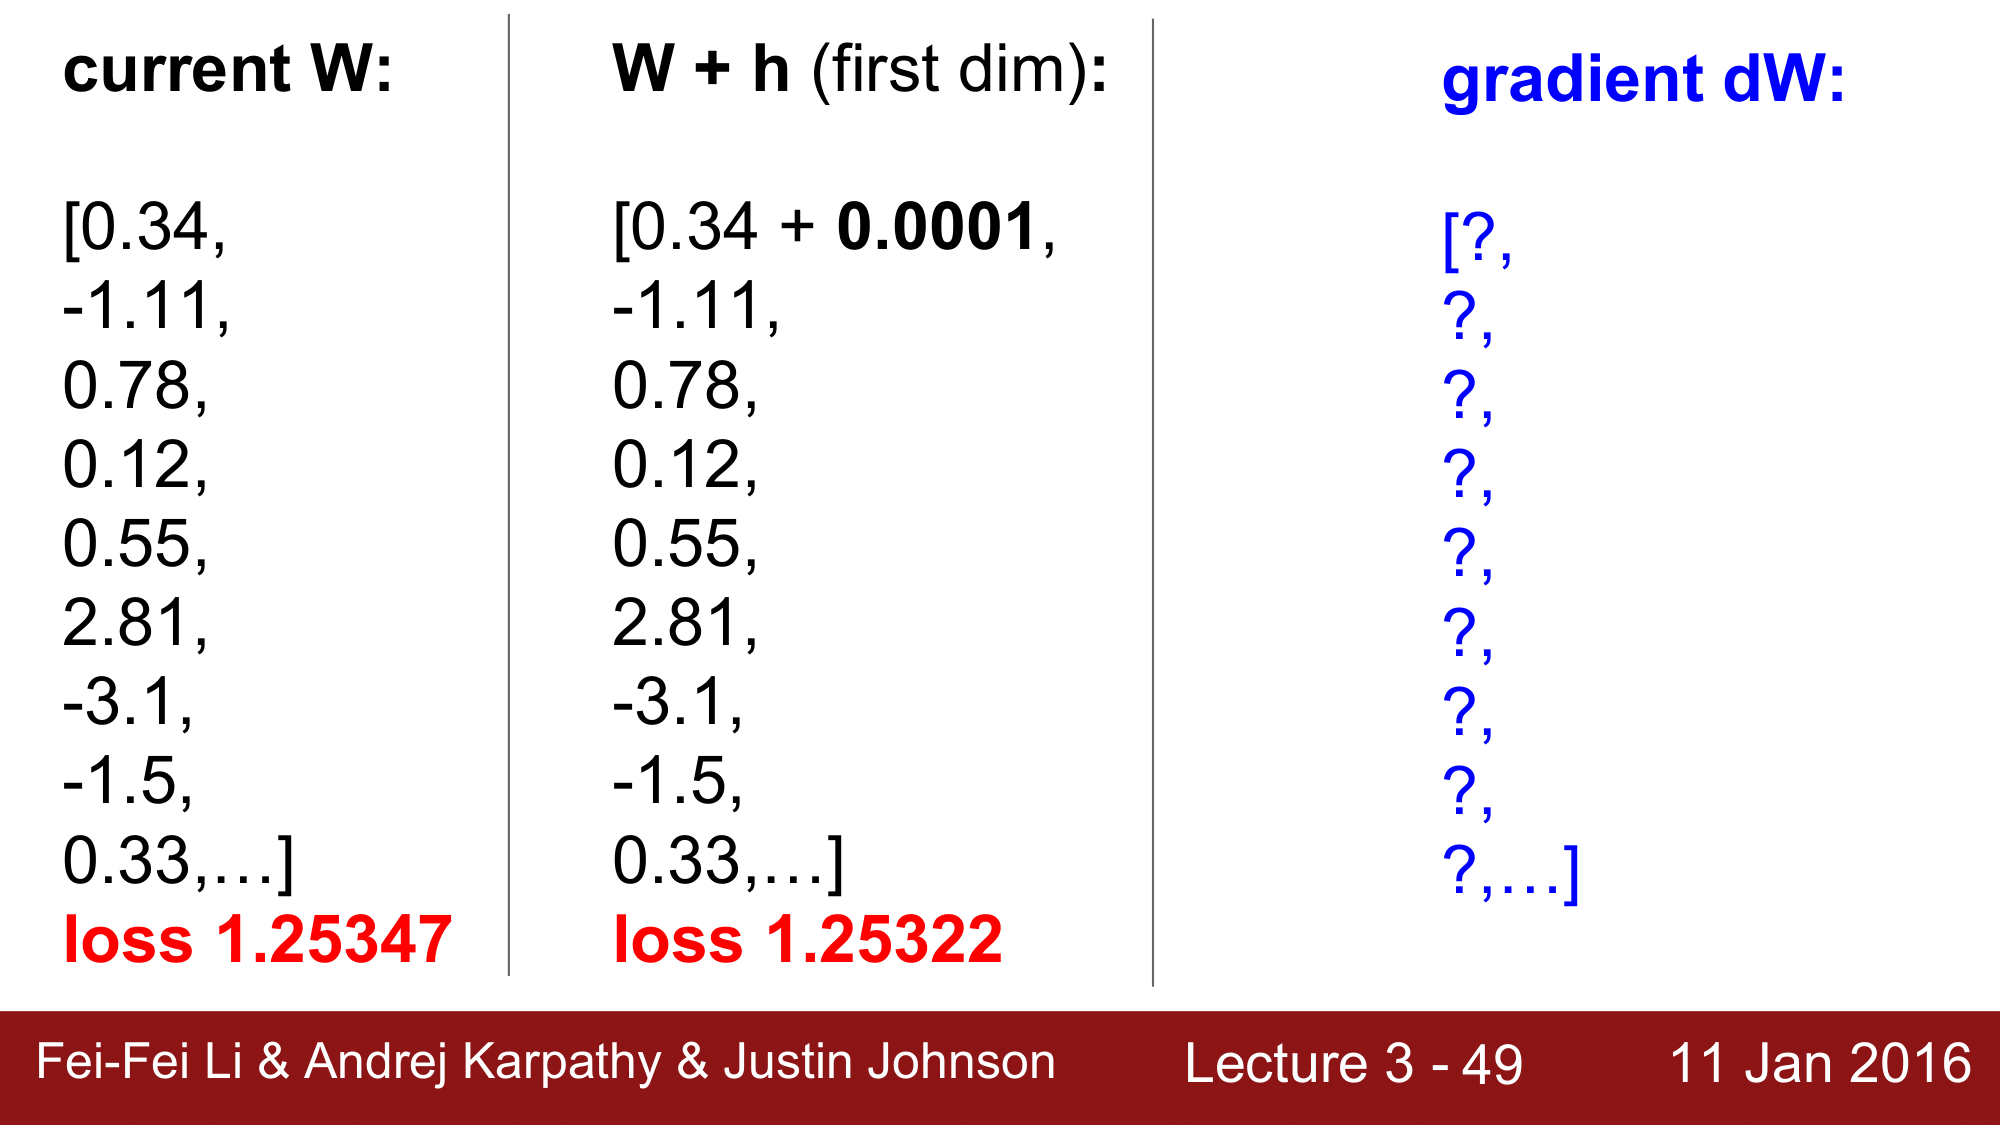 current W:
[0.34,
-1.11,
0.78,
0.12,
0.55,
2.81,
-3.1,
-1.5,
0.33,…]
loss 1.25347
W + h (first dim):
[0.34 + 0.0001,
-1.11,
0.78,
0.12,
0.55,
2.81,
-3.1,
-1.5,
0.33,…]
loss 1.25322
gradient dW:
[?,
?,
?,
?,
?,
?,
?,
?,
?,…]
Fei-Fei Li & Andrej Karpathy & Justin Johnson
Lecture 3 - 49
11 Jan 2016